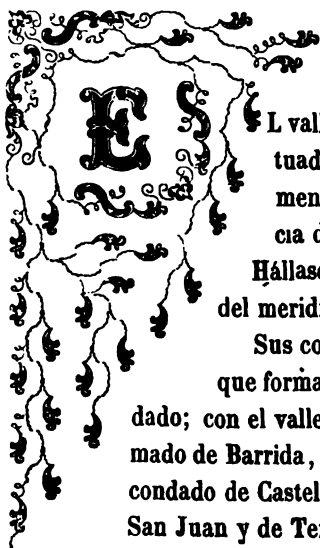 EL vall
tuad
men
cia d
Hállase
del meridi
Sus co
que forma
dado; con el valle
mado de Barrida,
condado de Castel
San Juan y de Te